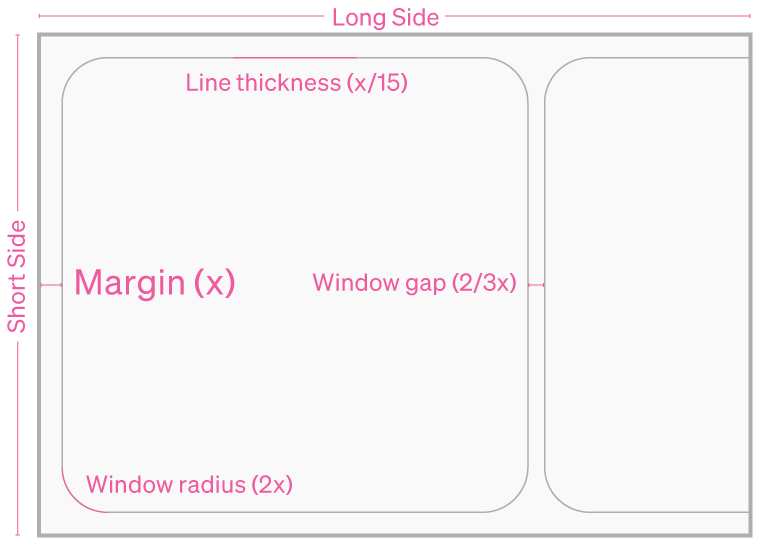 Long Side
Line thickness (x/15)
Short Side
Margin (x)
Window gap (2/3x)
Window radius (2x)